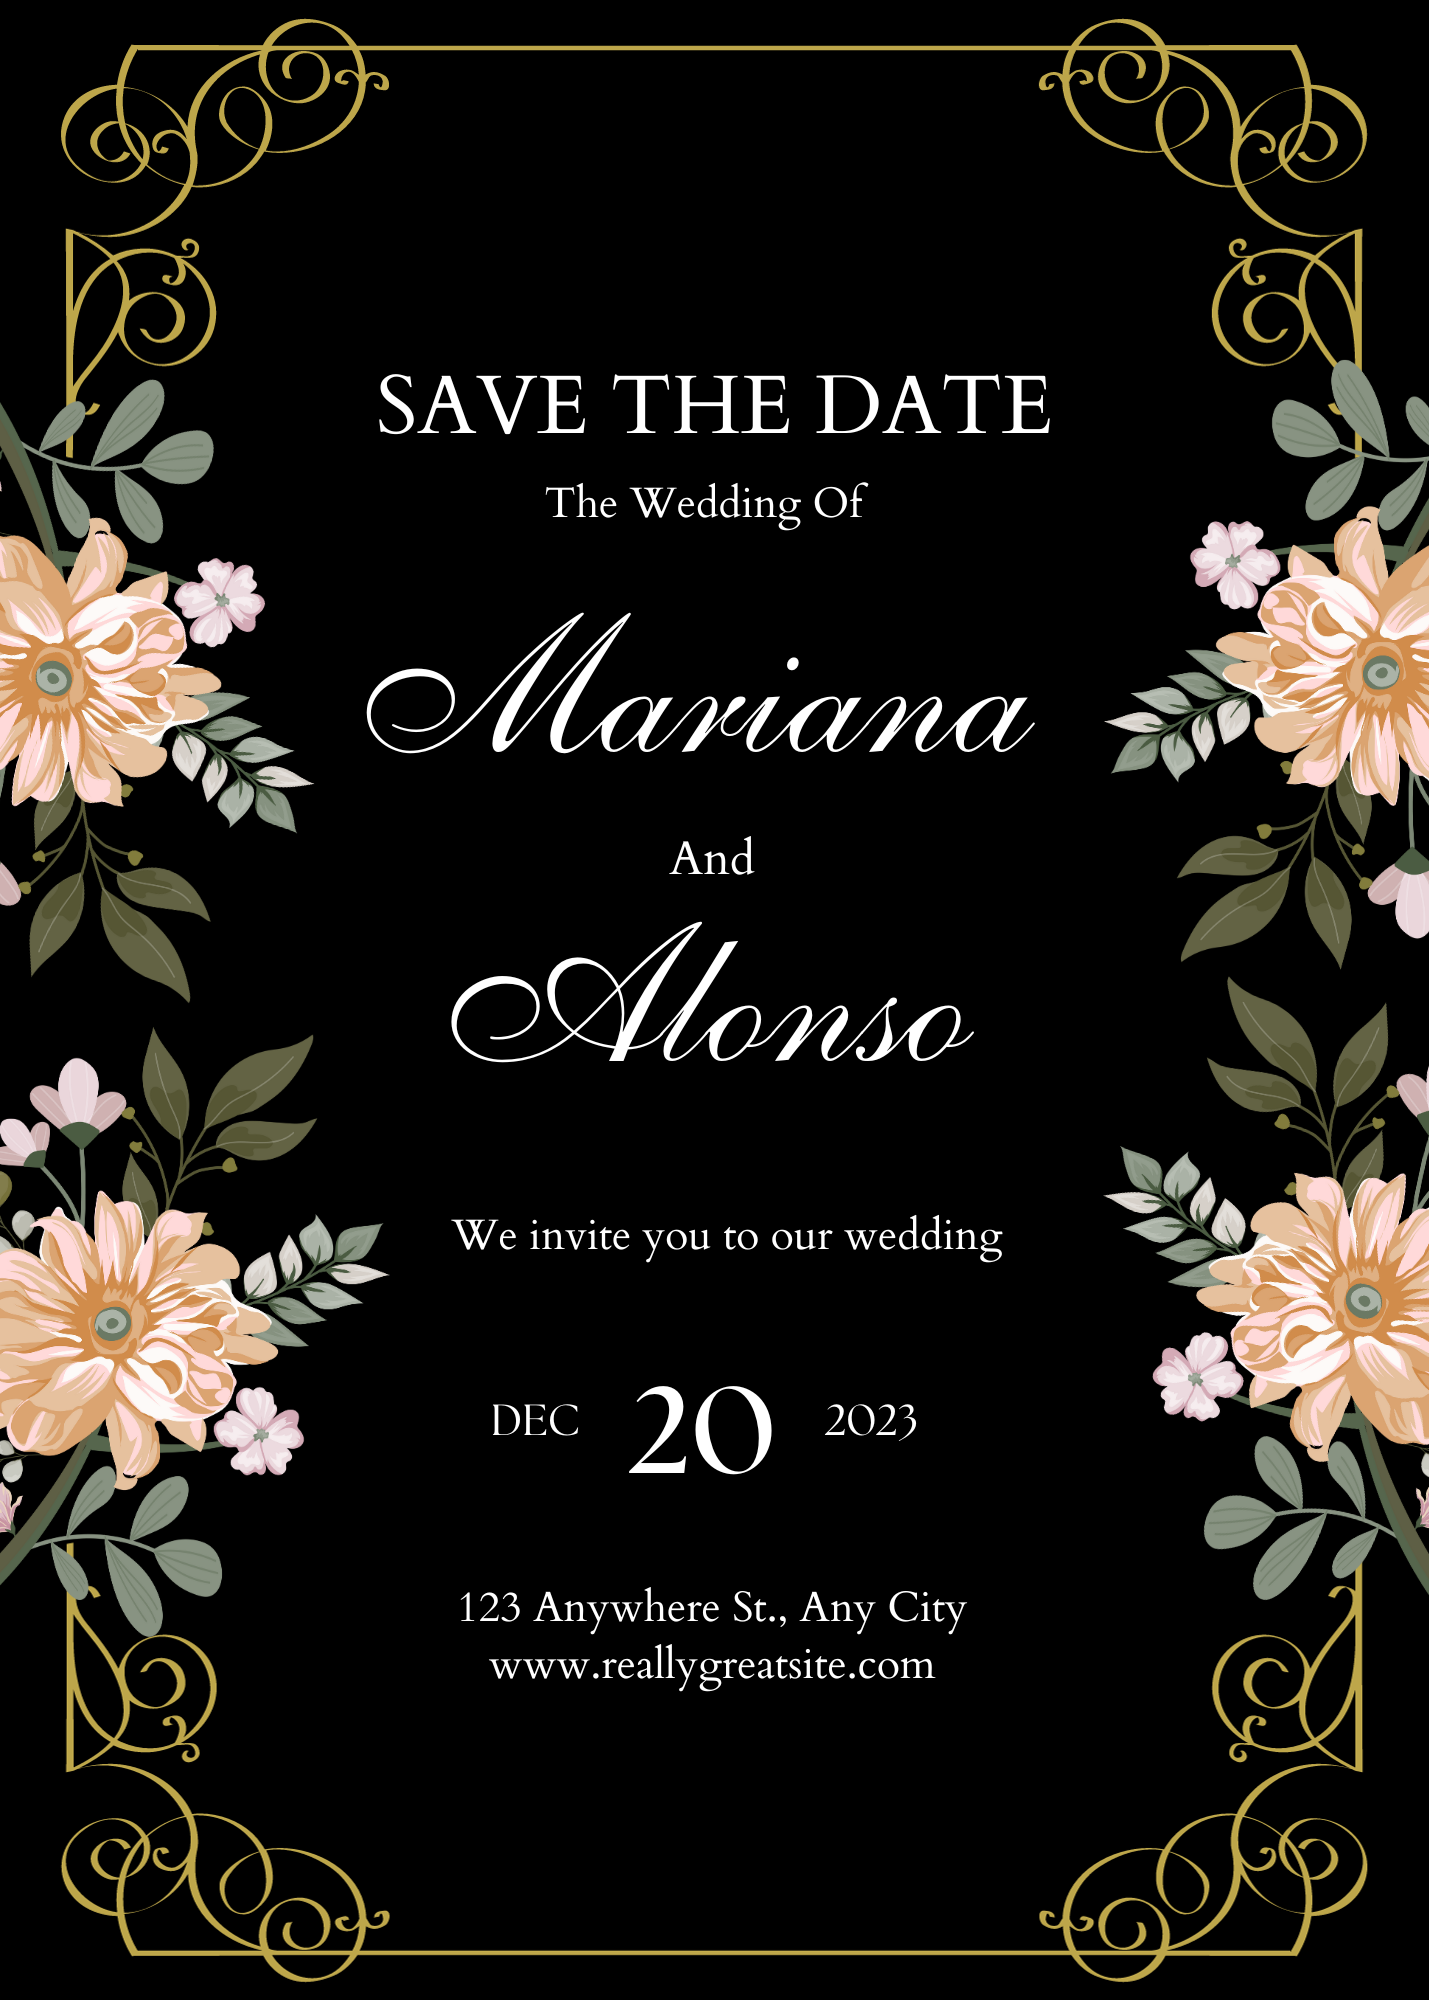 SAVE THE DATE
The Wedding Of
Mariana
And
Alonso
We invite you to our wedding
DEC 20 2023
123 Anywhere St., Any City
www.reallygreatsite.com